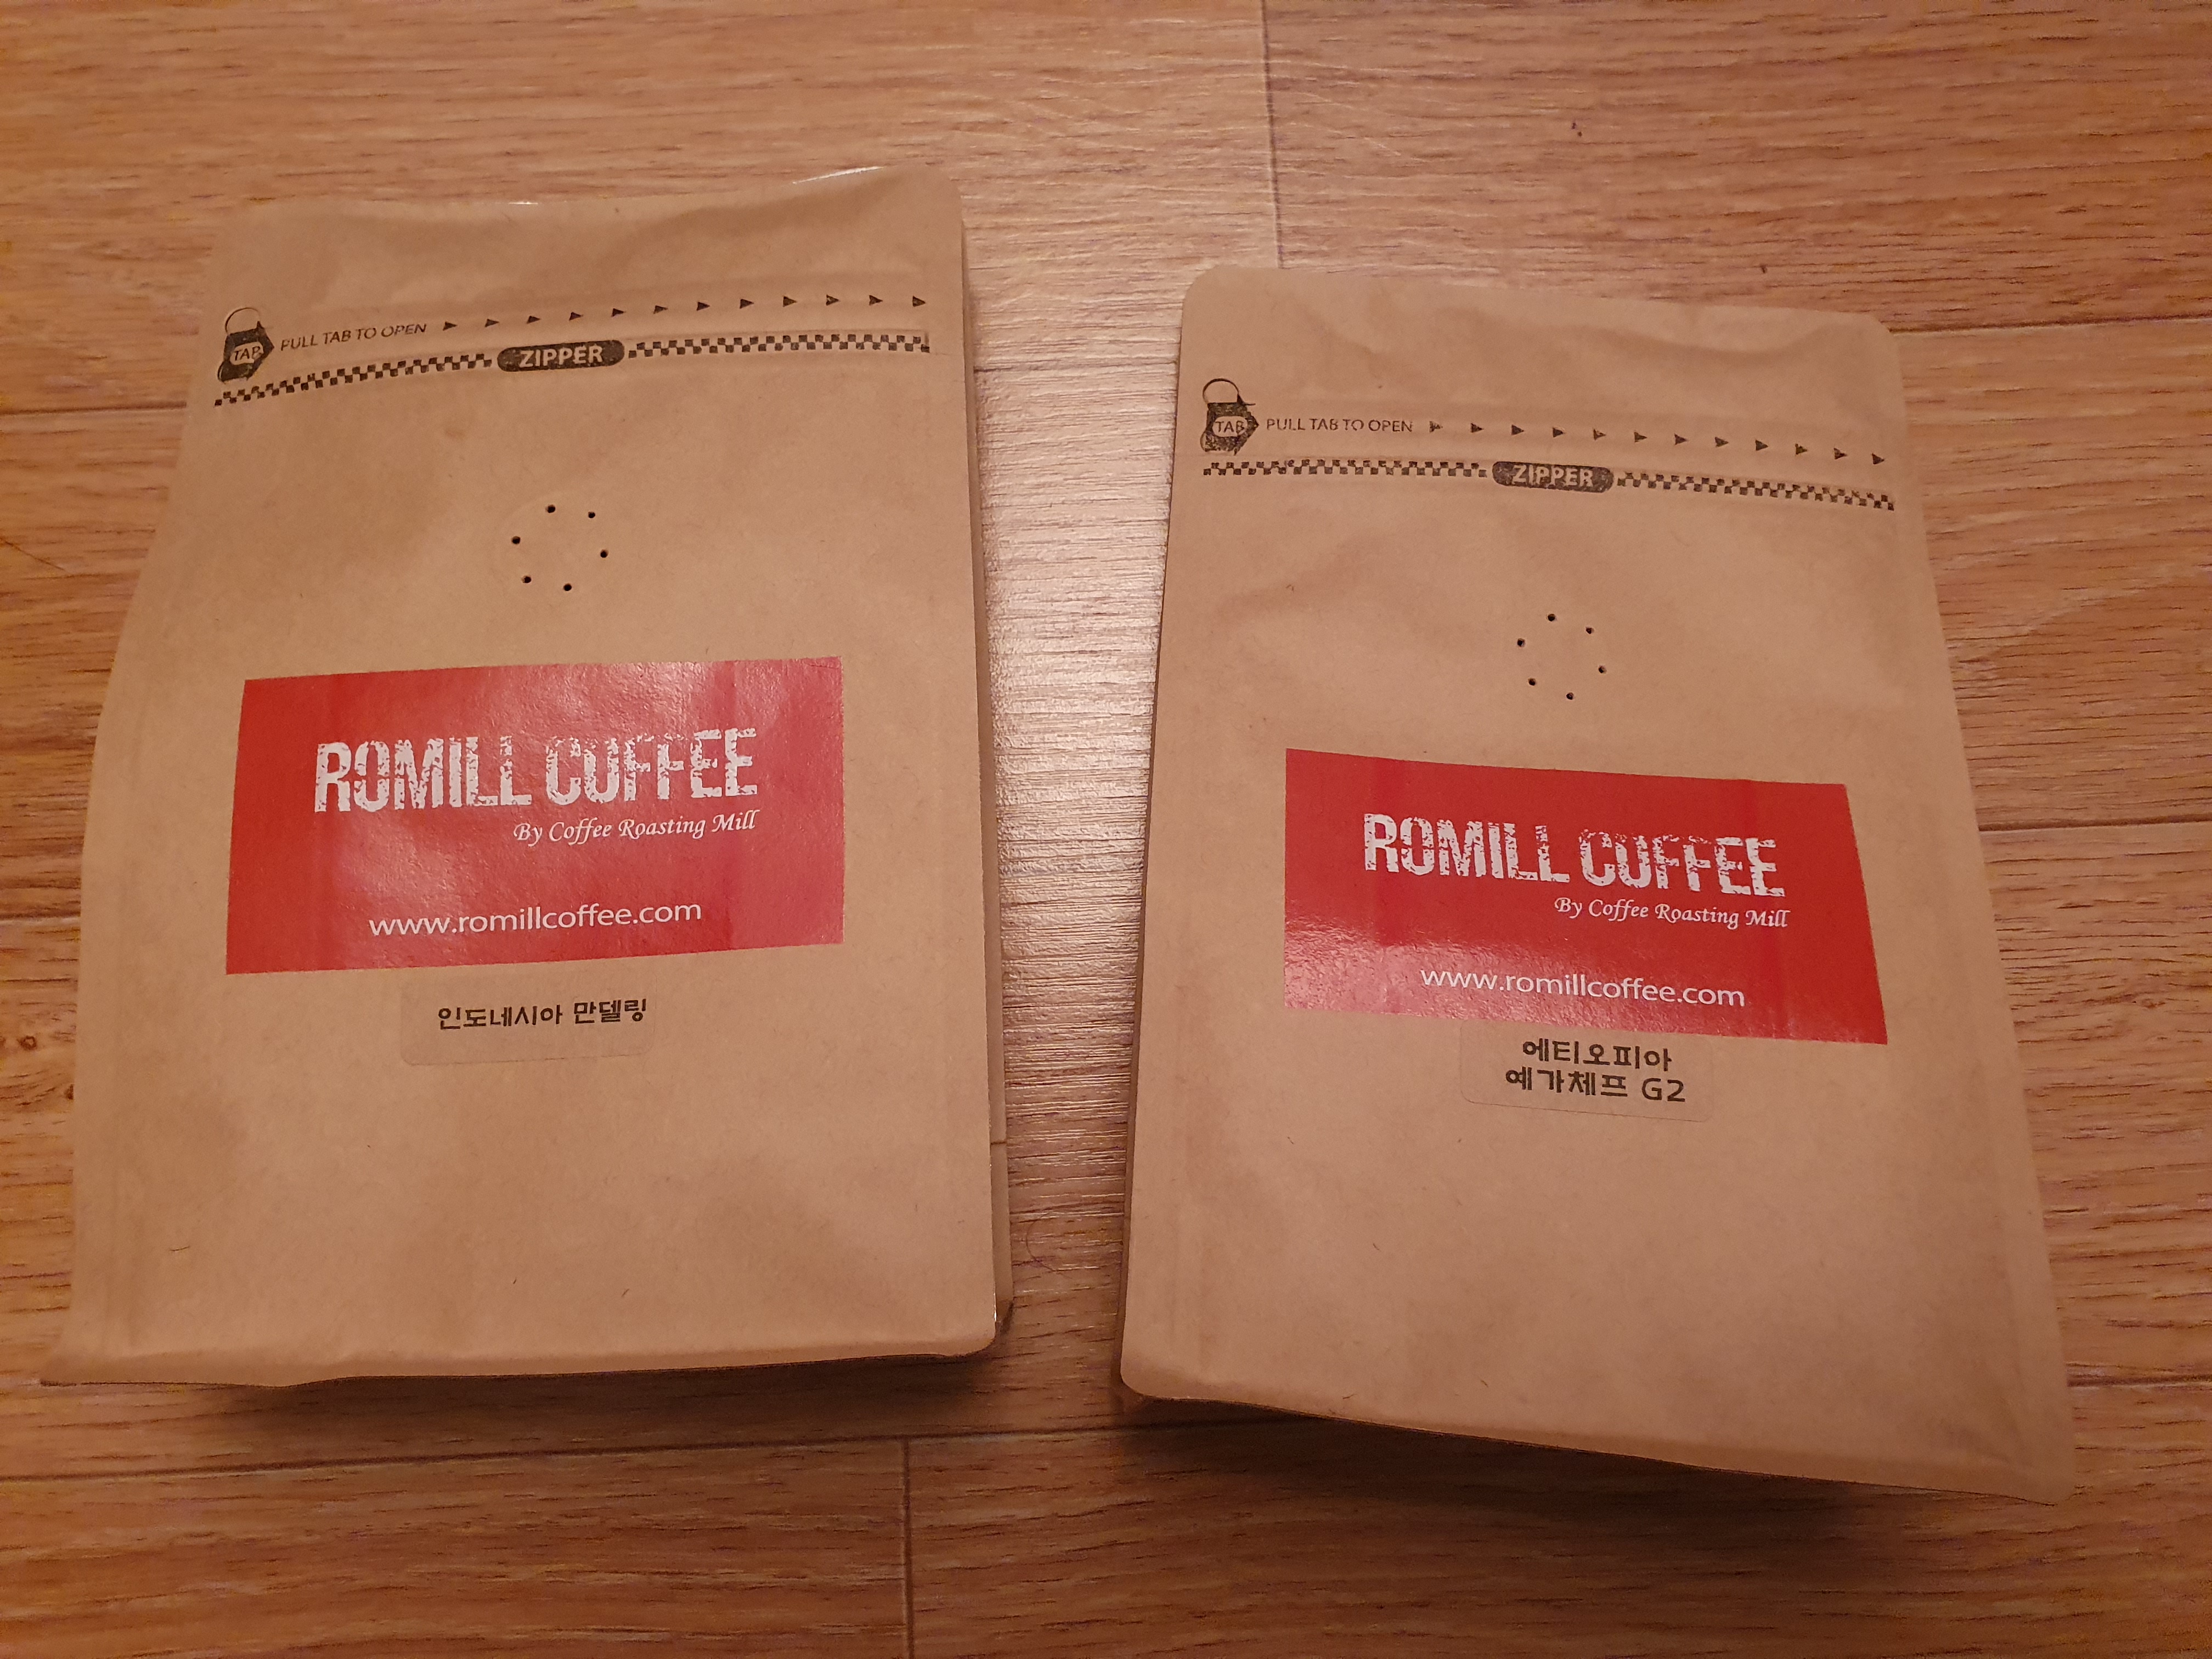 TAB PULL TAB TO OPEN
ZIPPER
ROMILL COFFEE
By Coffee Roasting Mill
www.romillcoffee.com
인도네시아 만델링
TAB PULL TAB TO OPEN
ZIPPER
ROMILL COFFEE
By Coffee Roasting Mill
www.romillcoffee.com
에티오피아
예가체프 G2